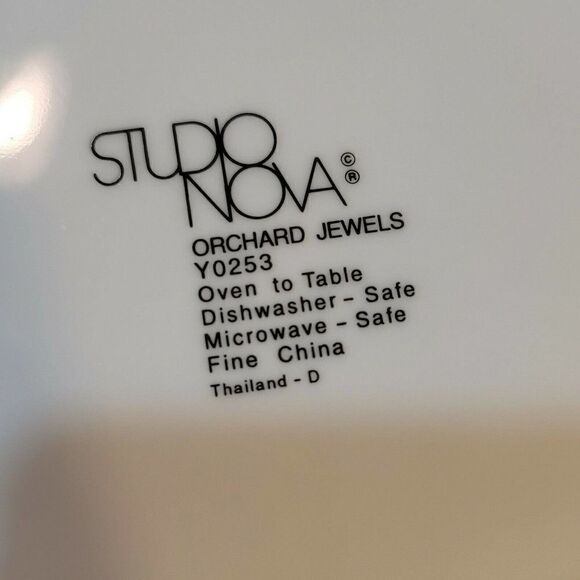 STUDIO
NOVA © ®
ORCHARD JEWELS
Y0253
Oven to Table
Dishwasher - Safe
Microwave - Safe
Fine China
Thailand - D